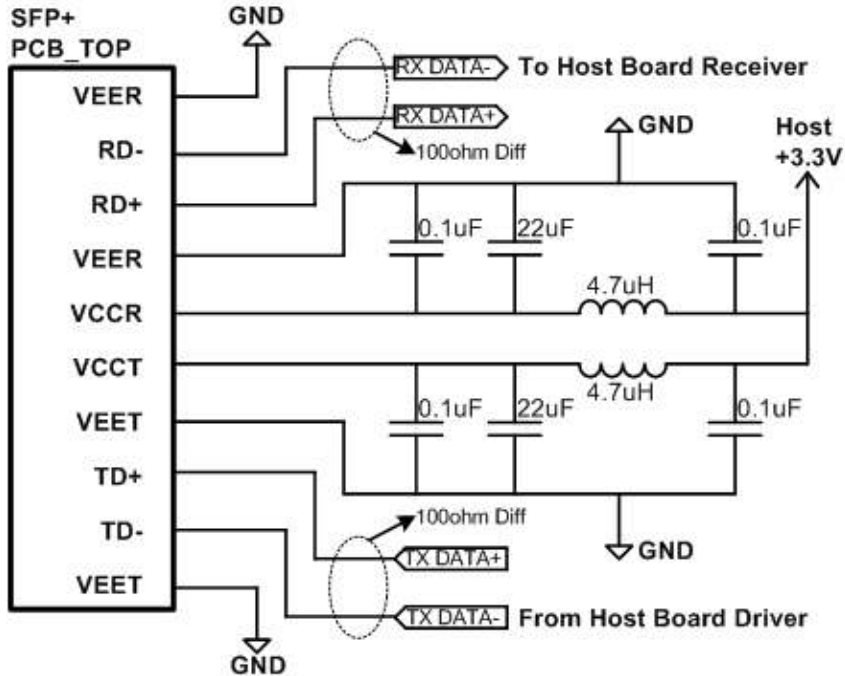 SFP+
PCB_TOP
GND
VEER
RD-
RD+
VEER
VCCR
VCCT
VEET
TD+
TD-
VEET
RX DATA-
To Host Board Receiver
RX DATA+
100ohm Diff
GND
Host
+3.3V
0.1uF
22uF
0.1uF
4.7uH
4.7uH
0.1uF
22uF
0.1uF
100ohm Diff
GND
TX DATA+
TX DATA-
From Host Board Driver
GND